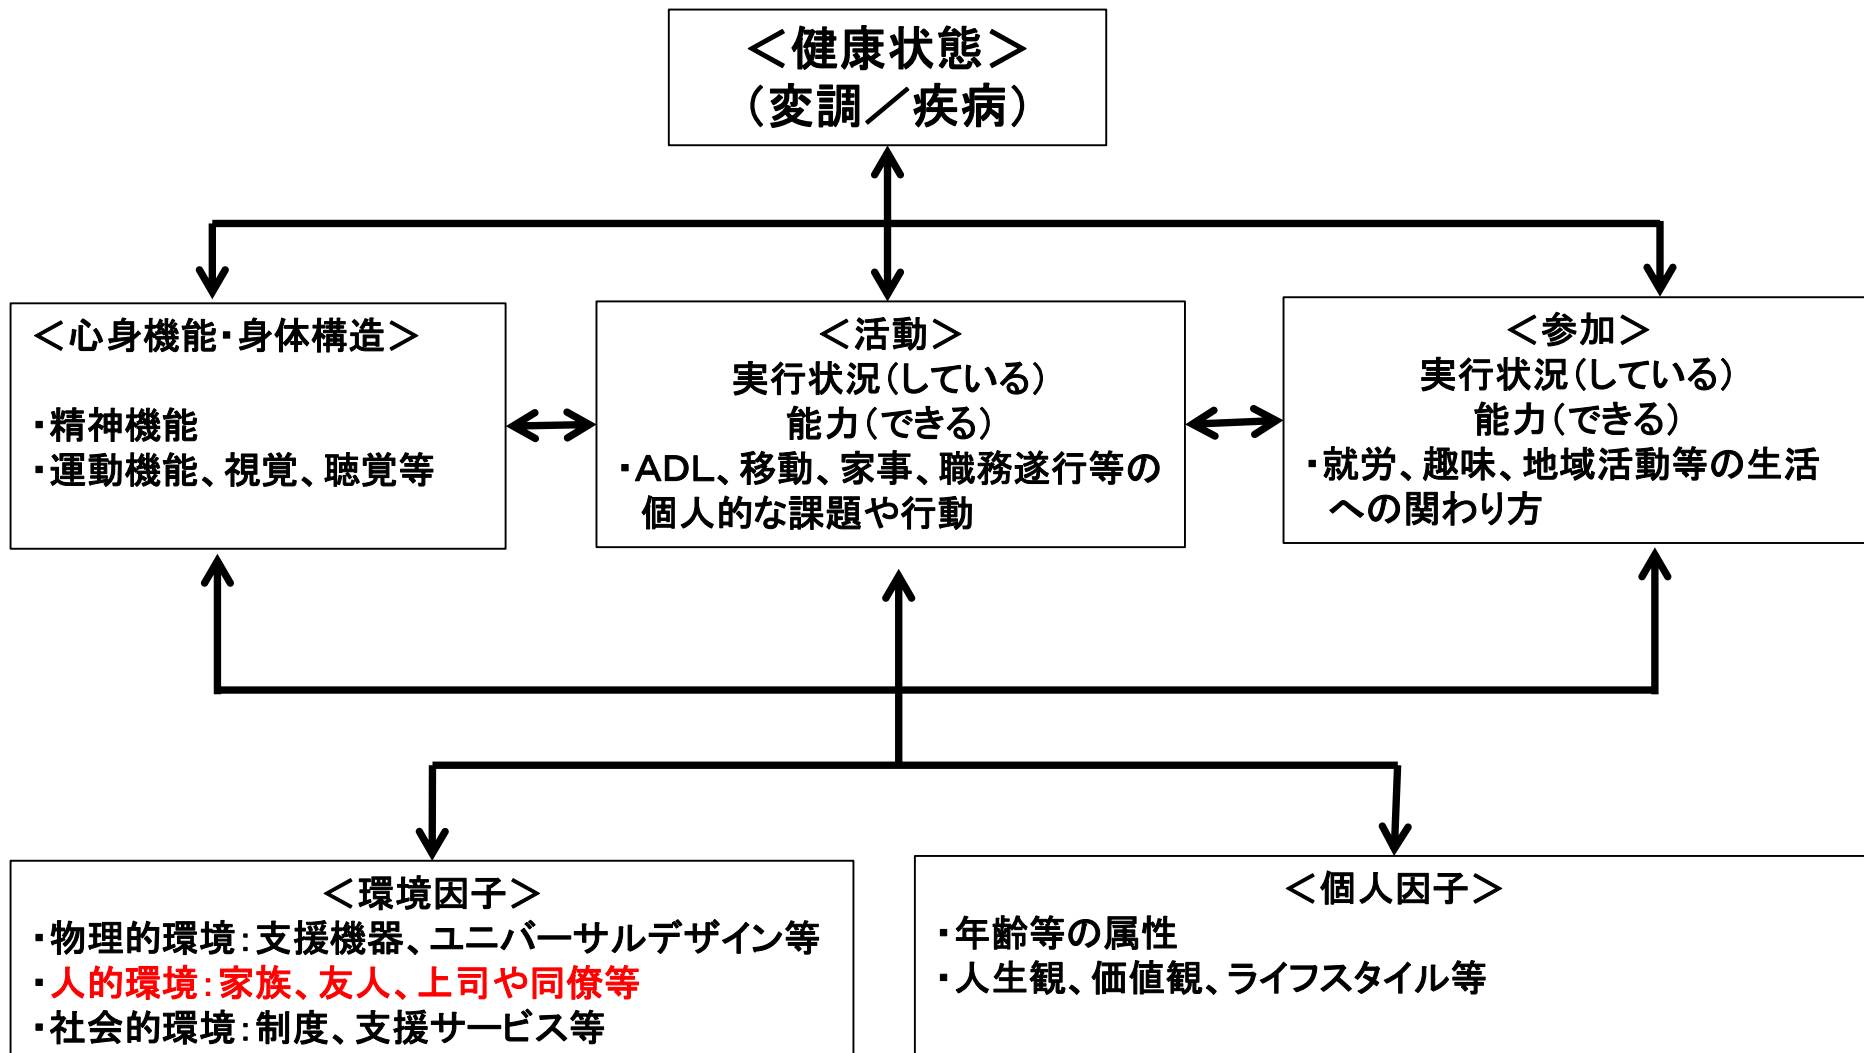 ＜健康状態＞
（変調／疾病）
＜心身機能・身体構造＞
・精神機能
・運動機能、視覚、聴覚等
＜活動＞
実行状況（している）
能力（できる）
・ＡＤＬ、移動、家事、職務遂行等の
個人的な課題や行動
＜参加＞
実行状況（している）
能力（できる）
・就労、趣味、地域活動等の生活
への関わり方
＜環境因子＞
・物理的環境：支援機器、ユニバーサルデザイン等
・人的環境：家族、友人、上司や同僚等
・社会的環境：制度、支援サービス等
＜個人因子＞
・年齢等の属性
・人生観、価値観、ライフスタイル等